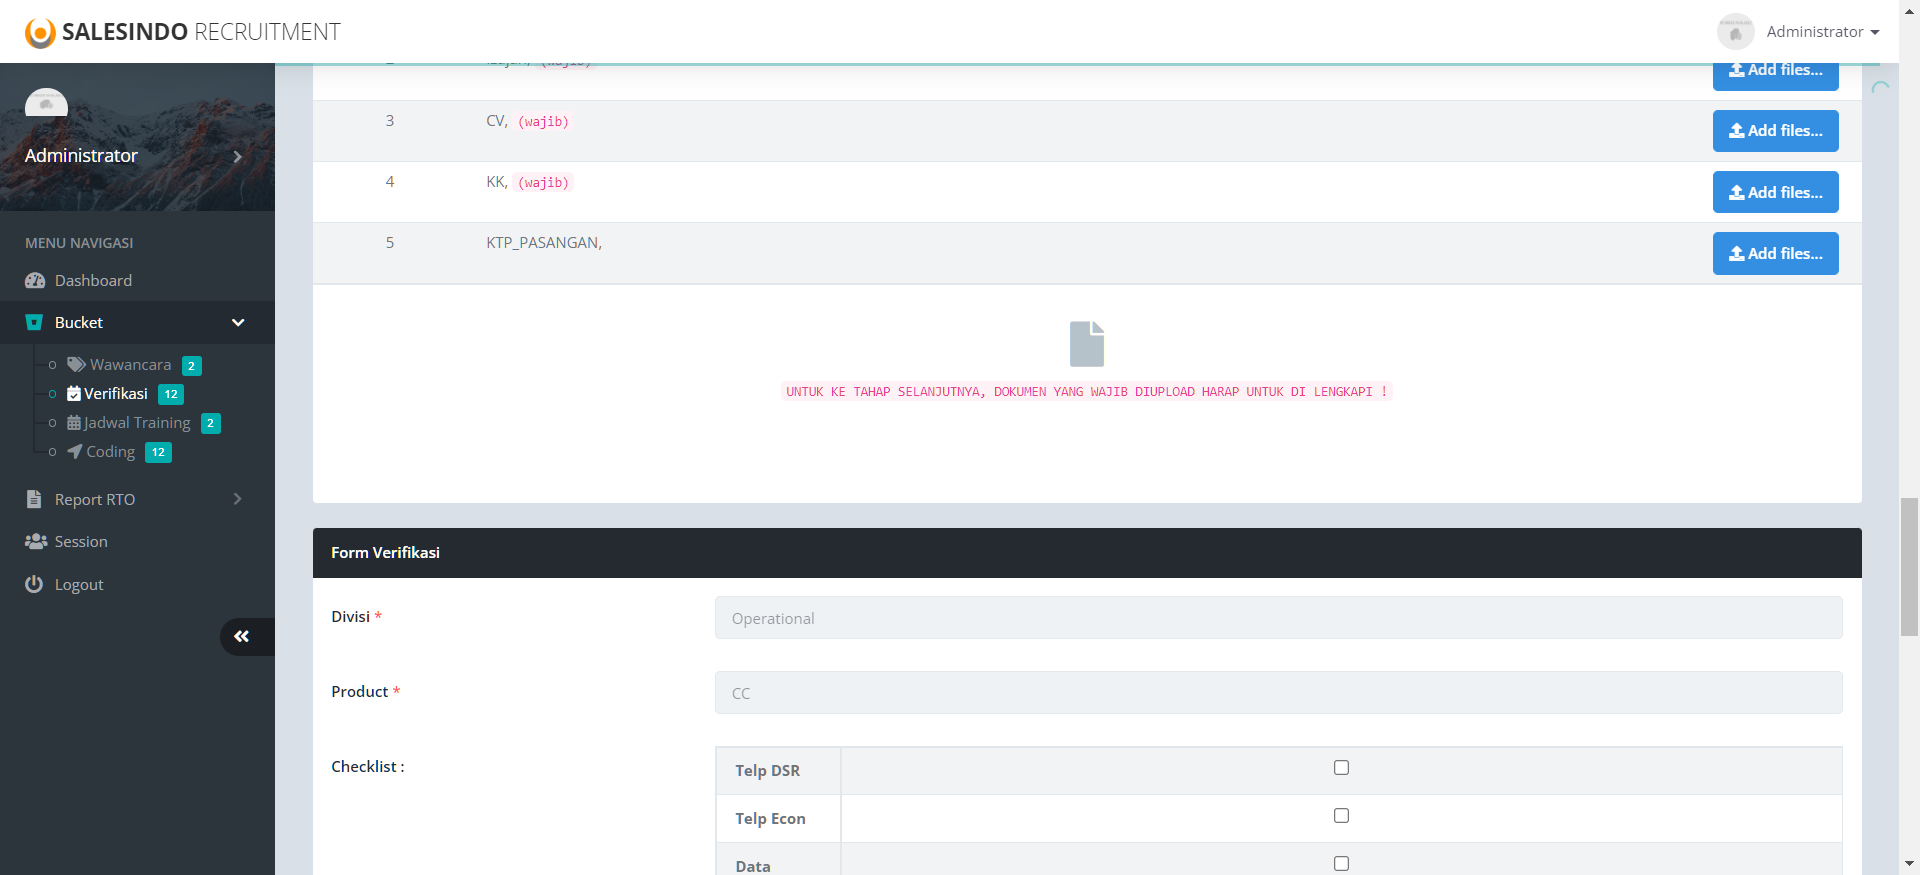 SALESINDO RECRUITMENT
Administrator
Administrator
MENU NAVIGASI
Dashboard
Bucket
Wawancara 2
Verifikasi 12
Jadwal Training 2
Coding 12
Report RTO
Session
Logout
Add files...
3 CV, (wajib) Add files...
4 KK, (wajib) Add files...
5 KTP_PASANGAN, Add files...
UNTUK KE TAHAP SELANJUTNYA, DOKUMEN YANG WAJIB DIUPLOAD HARAP UNTUK DI LENGKAPI !
Form Verifikasi
Divisi * Operational
Product * CC
Checklist :
Telp DSR
Telp Econ
Data